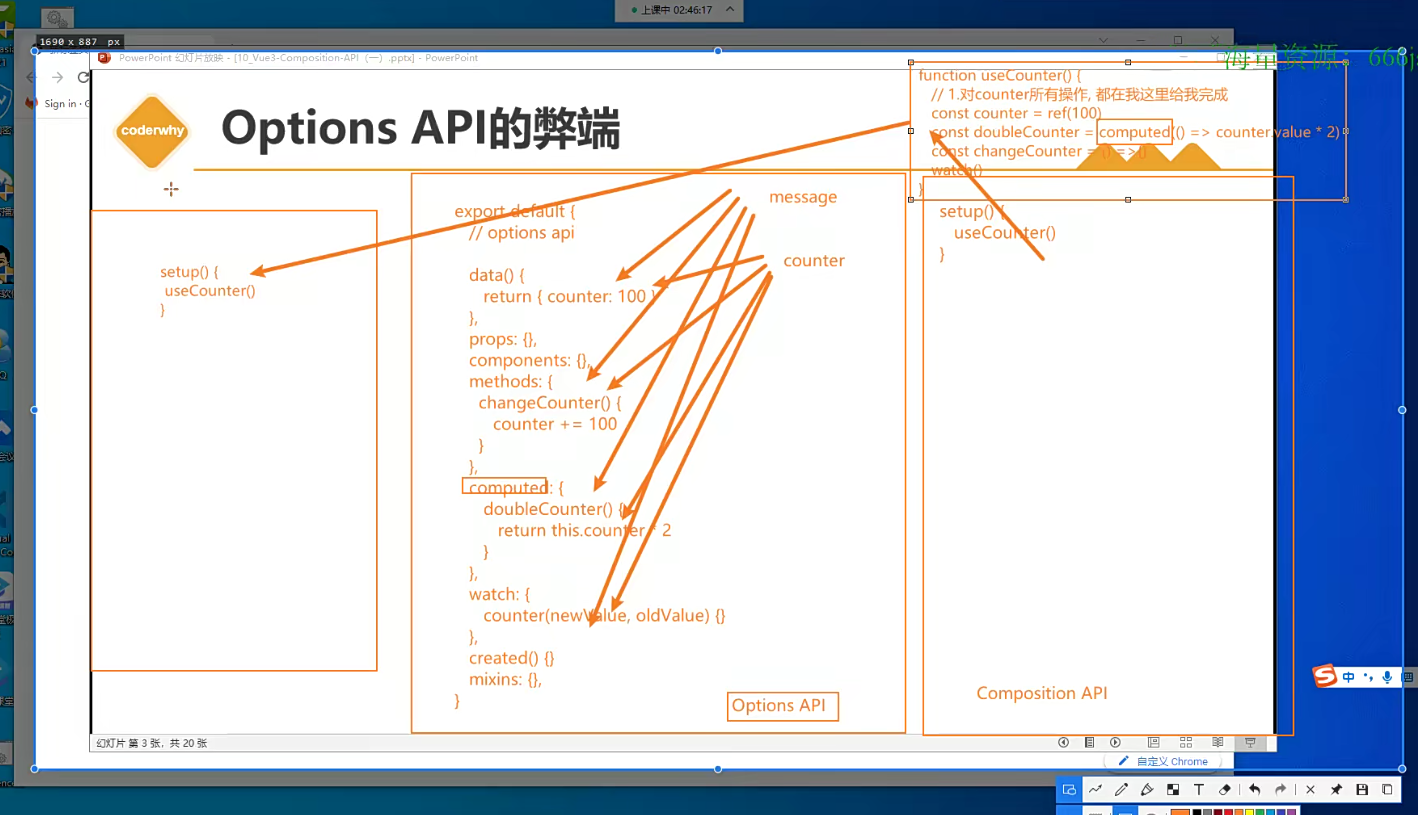 上课中 02:46:17
1690 x 887 px
PowerPoint 幻灯片放映 - [10_Vue3-Composition-API (一) .pptx] - PowerPoint
海量资源：666j
Sign in · G
coderwhy
Options API的弊端
function useCounter() {
// 1.对counter所有操作, 都在我这里给我完成
const counter = ref(100)
const doubleCounter = computed(() => counter.value * 2)
const changeCounter = () => {}
watch()
}
setup() {
useCounter()
}
export default {
// options api
data() {
return { counter: 100 }
},
props: {},
components: {},
methods: {
changeCounter() {
counter += 100
}
},
computed: {
doubleCounter() {
return this.counter * 2
}
},
watch: {
counter(newValue, oldValue) {}
},
created() {}
mixins: {},
}
message
counter
Options API
setup() {
useCounter()
}
Composition API
幻灯片 第 3 张，共 20 张
自定义 Chrome
中